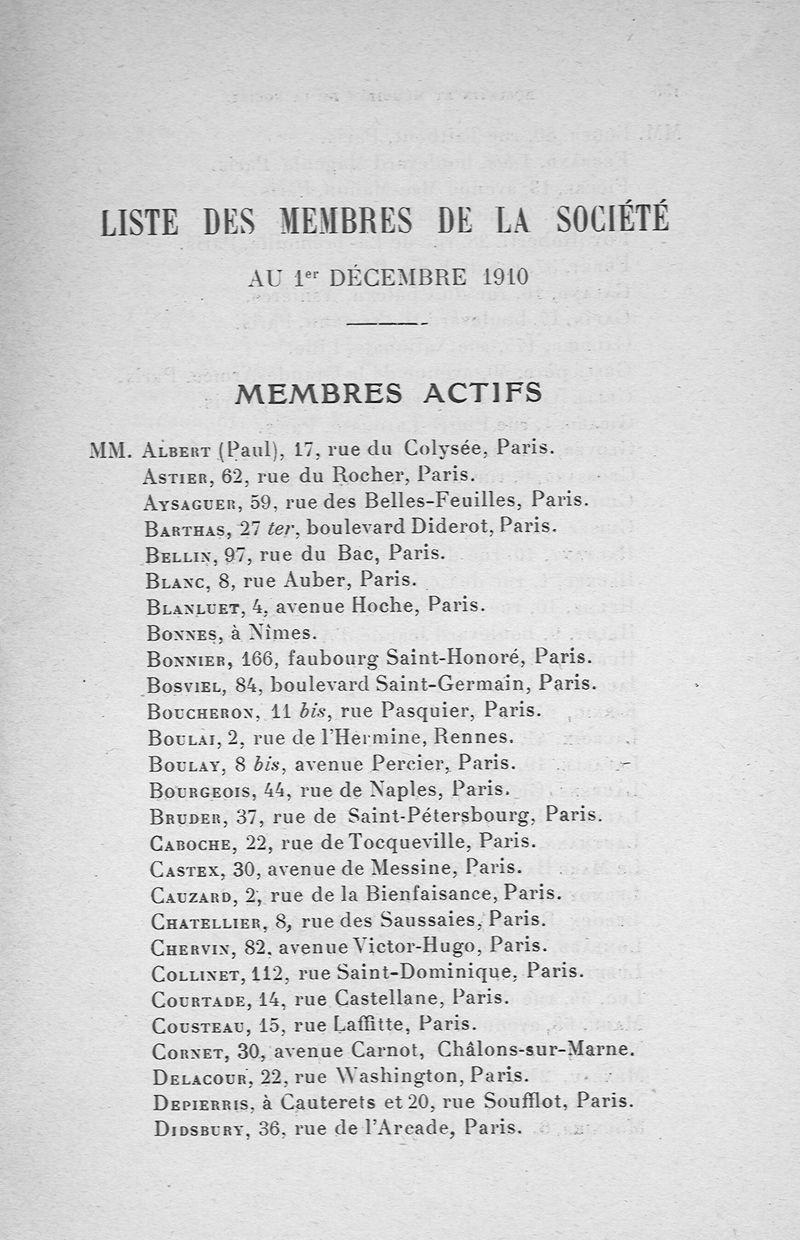 LISTE DES MEMBRES DE LA SOCIÉTÉ
AU 1er DÉCEMBRE 1910
MEMBRES ACTIFS
MM. ALBERT (Paul), 17, rue du Colysée, Paris.
ASTIER, 62, rue du Rocher, Paris.
AYSAGUER, 59, rue des Belles-Feuilles, Paris.
BARTHAS, 27 ter, boulevard Diderot, Paris.
BELLIN, 97, rue du Bac, Paris.
BLANC, 8, rue Auber, Paris.
BLANLUET, 4, avenue Hoche, Paris.
BONNES, à Nîmes.
BONNIER, 166, faubourg Saint-Honoré, Paris.
BOSVIEL, 84, boulevard Saint-Germain, Paris.
BOUCHERON, 11 bis, rue Pasquier, Paris.
BOULAI, 2, rue de l'Hermine, Rennes.
BOULAY, 8 bis, avenue Percier, Paris.
BOURGEOIS, 44, rue de Naples, Paris.
BRUDER, 37, rue de Saint-Pétersbourg, Paris.
CABOCHE, 22, rue de Tocqueville, Paris.
CASTEX, 30, avenue de Messine, Paris.
CAUZARD, 2, rue de la Bienfaisance, Paris.
CHATELLIER, 8, rue des Saussaies, Paris.
CHERVIN, 82, avenue Victor-Hugo, Paris.
COLLINET, 112, rue Saint-Dominique, Paris.
COURTADE, 14, rue Castellane, Paris.
COUSTEAU, 15, rue Laffitte, Paris.
CORNET, 30, avenue Carnot, Châlons-sur-Marne.
DELACOUR, 22, rue Washington, Paris.
DEPIERRIS, à Cauterets et 20, rue Soufflot, Paris.
DIDSBURY, 36, rue de l'Arcade, Paris.